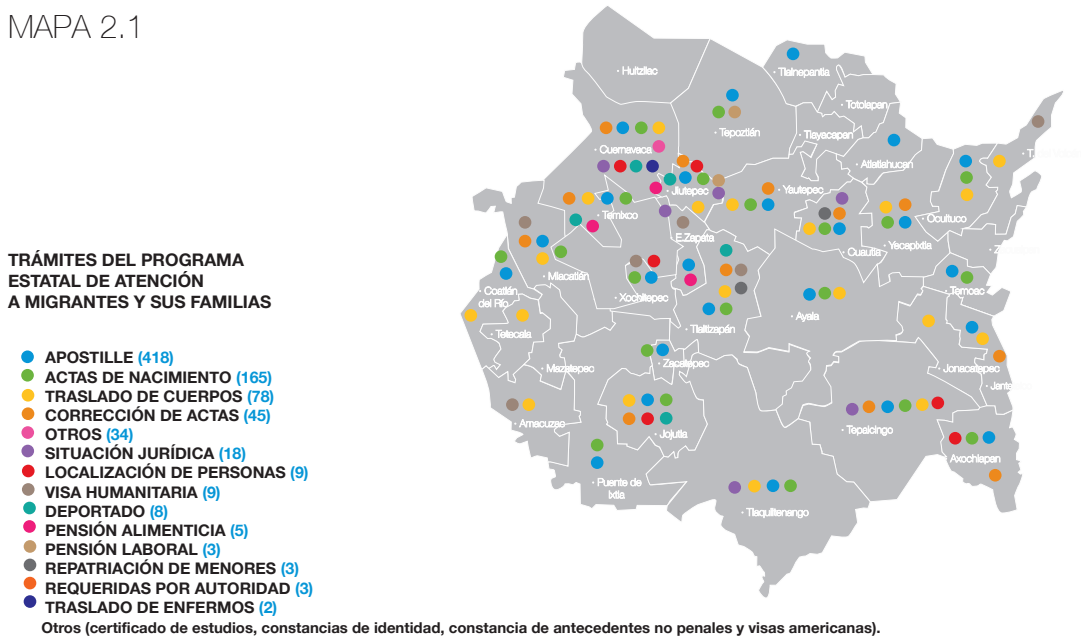 MAPA 2.1
TRÁMITES DEL PROGRAMA
ESTATAL DE ATENCIÓN
A MIGRANTES Y SUS FAMILIAS
APOSTILLE (418)
ACTAS DE NACIMIENTO (165)
TRASLADO DE CUERPOS (78)
CORRECCIÓN DE ACTAS (45)
OTROS (34)
SITUACIÓN JURÍDICA (18)
LOCALIZACIÓN DE PERSONAS (9)
VISA HUMANITARIA (9)
DEPORTADO (8)
PENSIÓN ALIMENTICIA (5)
PENSIÓN LABORAL (3)
REPATRIACIÓN DE MENORES (3)
REQUERIDAS POR AUTORIDAD (3)
TRASLADO DE ENFERMOS (2)
Otros (certificado de estudios, constancias de identidad, constancia de antecedentes no penales y visas americanas).
· Huitzilac
· Tlalnepantla
· Totolapan
· Tepoztlán
· Tlayacapan
· Cuernavaca
· Atlatlahucan
· Jiutepec
· Yautepec
· Temixco
· Ocuituco
E.Zapata
· Cuautla
· Yecapixtla
· Miacatlán
· Temoac
· Coatlán
del Río
· Xochitepec
· Ayala
· Tlaltizapán
· Tetecala
· Zacatepec
· Mazatepec
· Jonacatepec
· Amacuzac
· Jojutla
· Tepalcingo
· Axochiapan
· Puente de
Ixtla
· Tlaquiltenango